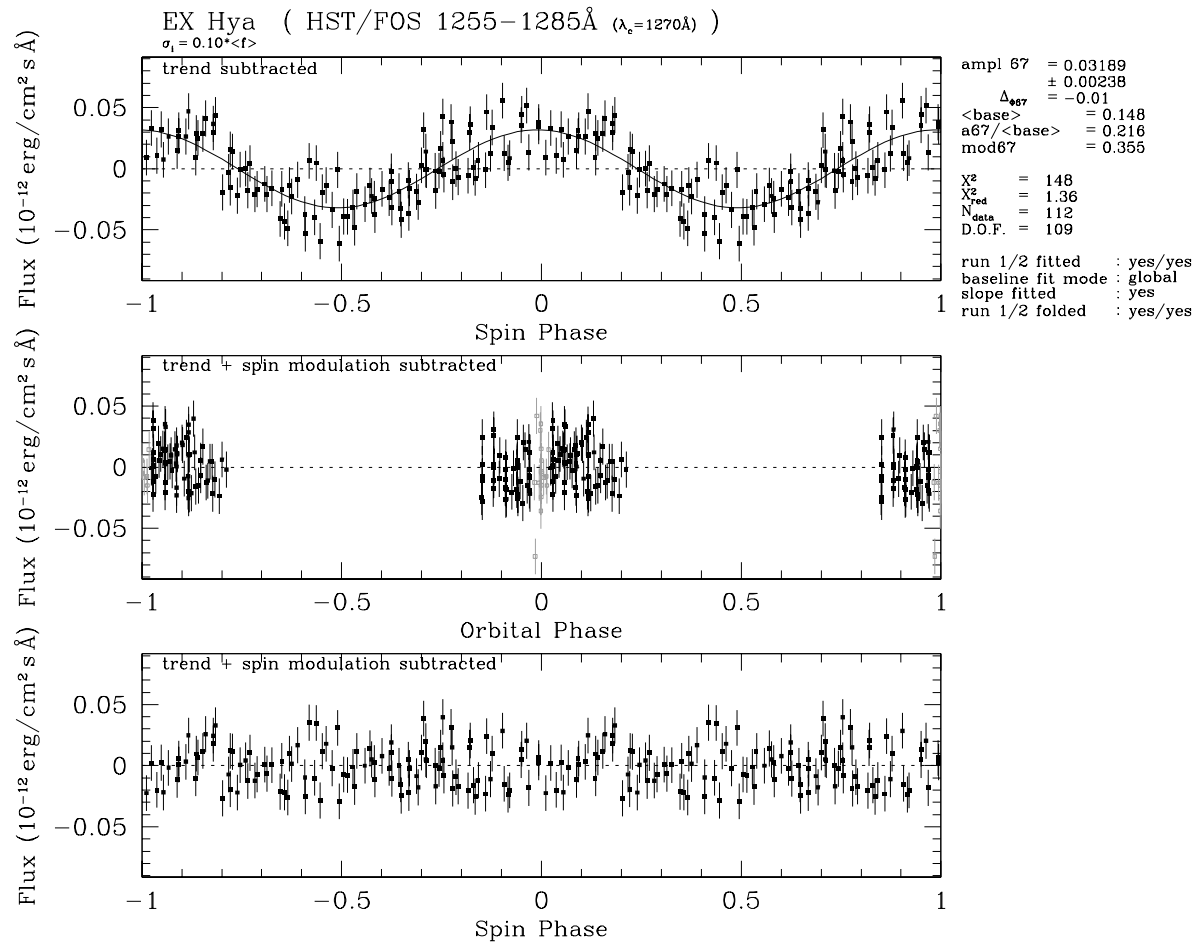 EX Hya ( HST/FOS 1255−1285Å (λc=1270Å) )
σi = 0.10*<f>
trend subtracted
Flux (10−12 erg/cm² s Å)
0.05
0
−0.05
−1 −0.5 0 0.5 1
Spin Phase
ampl 67 = 0.03189
± 0.00238
ΔΦ67 = −0.01
<base> = 0.148
a67/<base> = 0.216
mod67 = 0.355
X² = 148
X²red = 1.36
Ndata = 112
D.O.F. = 109
run 1/2 fitted : yes/yes
baseline fit mode : global
slope fitted : yes
run 1/2 folded : yes/yes
trend + spin modulation subtracted
Flux (10−12 erg/cm² s Å)
0.05
0
−0.05
−1 −0.5 0 0.5 1
Orbital Phase
trend + spin modulation subtracted
Flux (10−12 erg/cm² s Å)
0.05
0
−0.05
−1 −0.5 0 0.5 1
Spin Phase